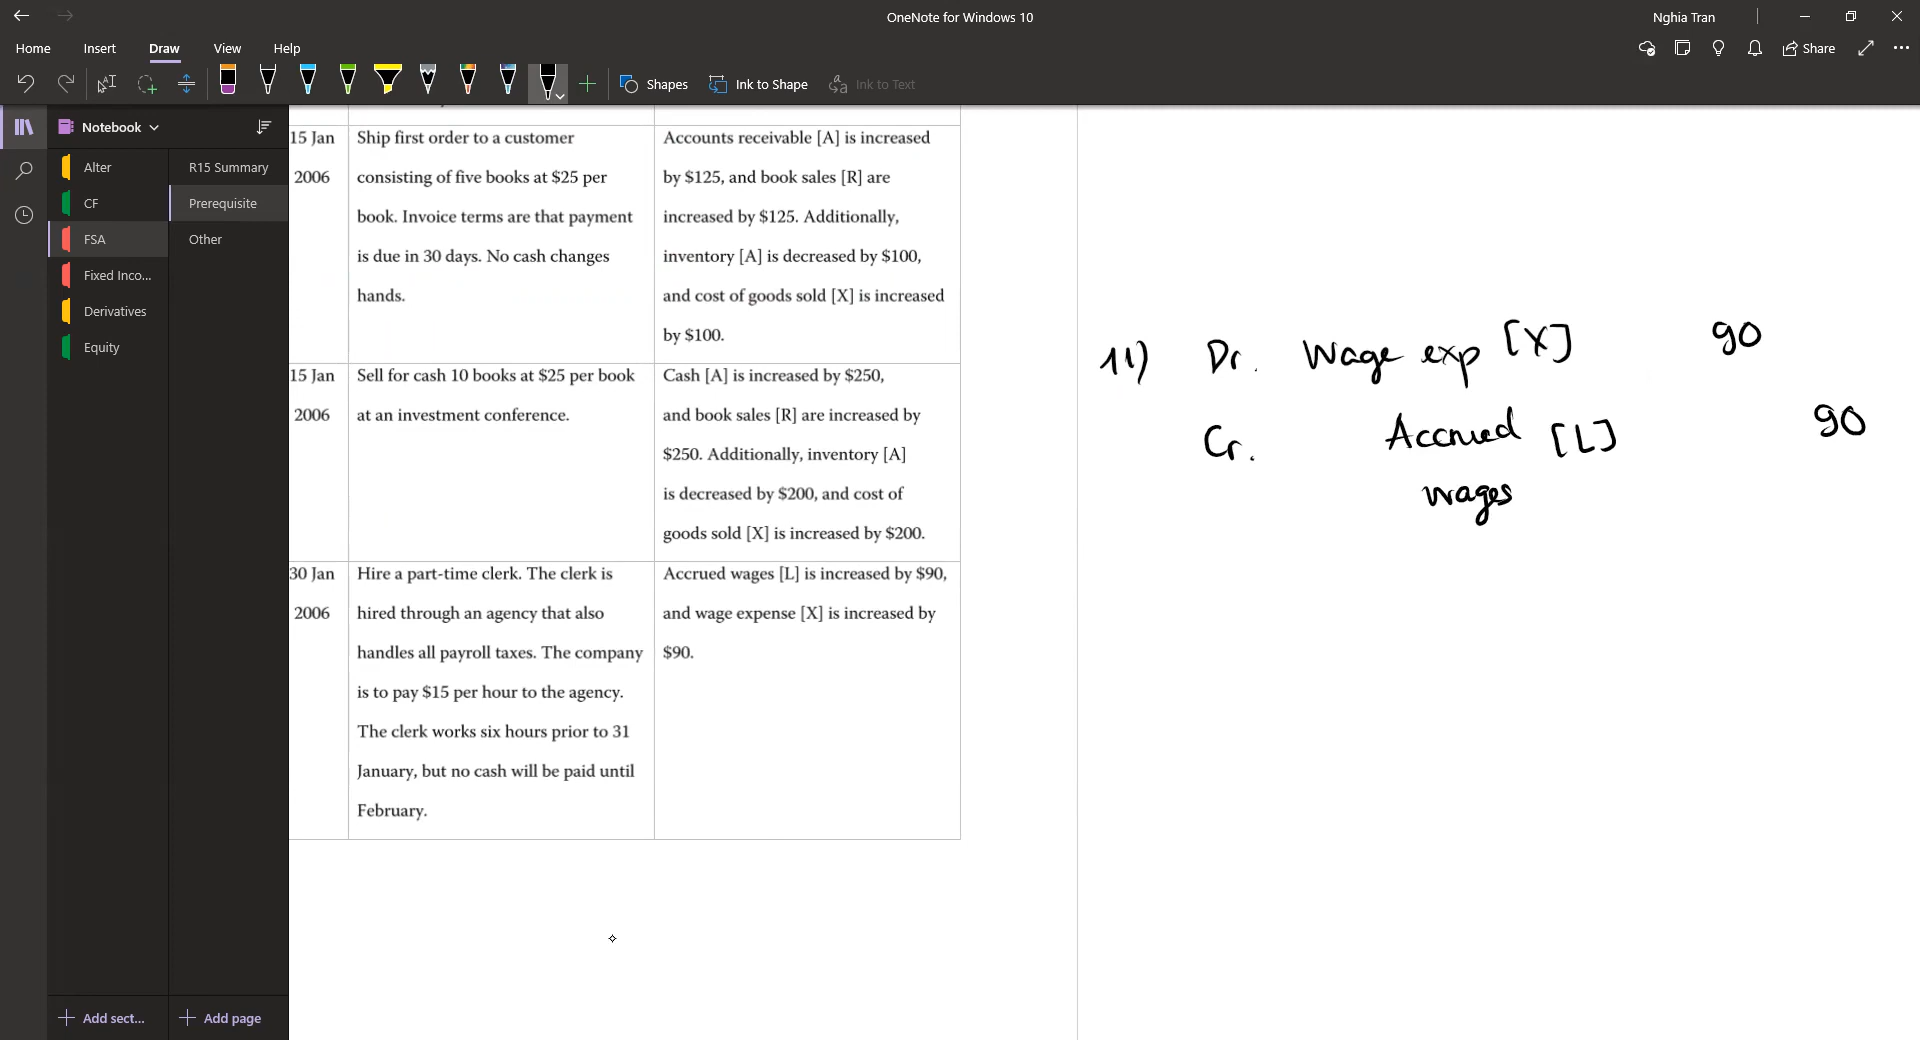 OneNote for Windows 10
Nghia Tran
Home Insert Draw View Help
Share
Shapes
Ink to Shape
Ink to Text
Notebook
Alter
CF
FSA
Fixed Inco...
Derivatives
Equity
R15 Summary
Prerequisite
Other
Add sect...
Add page
15 Jan
2006
Ship first order to a customer
consisting of five books at $25 per
book. Invoice terms are that payment
is due in 30 days. No cash changes
hands.
Accounts receivable [A] is increased
by $125, and book sales [R] are
increased by $125. Additionally,
inventory [A] is decreased by $100,
and cost of goods sold [X] is increased
by $100.
15 Jan
2006
Sell for cash 10 books at $25 per book
at an investment conference.
Cash [A] is increased by $250,
and book sales [R] are increased by
$250. Additionally, inventory [A]
is decreased by $200, and cost of
goods sold [X] is increased by $200.
30 Jan
2006
Hire a part-time clerk. The clerk is
hired through an agency that also
handles all payroll taxes. The company
is to pay $15 per hour to the agency.
The clerk works six hours prior to 31
January, but no cash will be paid until
February.
Accrued wages [L] is increased by $90,
and wage expense [X] is increased by
$90.
11) Dr. Wage exp [X] 90
Cr. Accrued [L] 90
wages